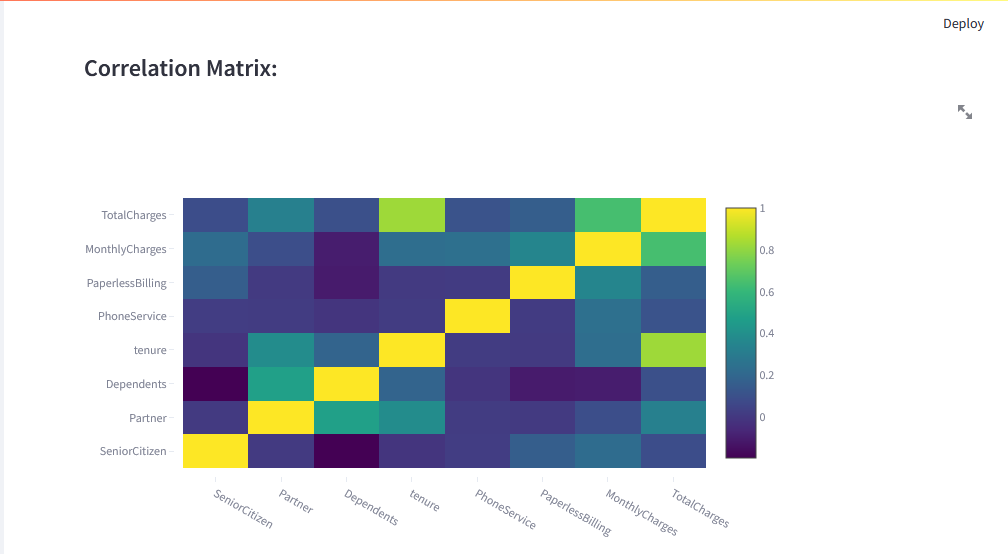 Deploy
Correlation Matrix:
TotalCharges
MonthlyCharges
PaperlessBilling
PhoneService
tenure
Dependents
Partner
SeniorCitizen
1
0.8
0.6
0.4
0.2
0
SeniorCitizen
Partner
Dependents
tenure
PhoneService
PaperlessBilling
MonthlyCharges
TotalCharges